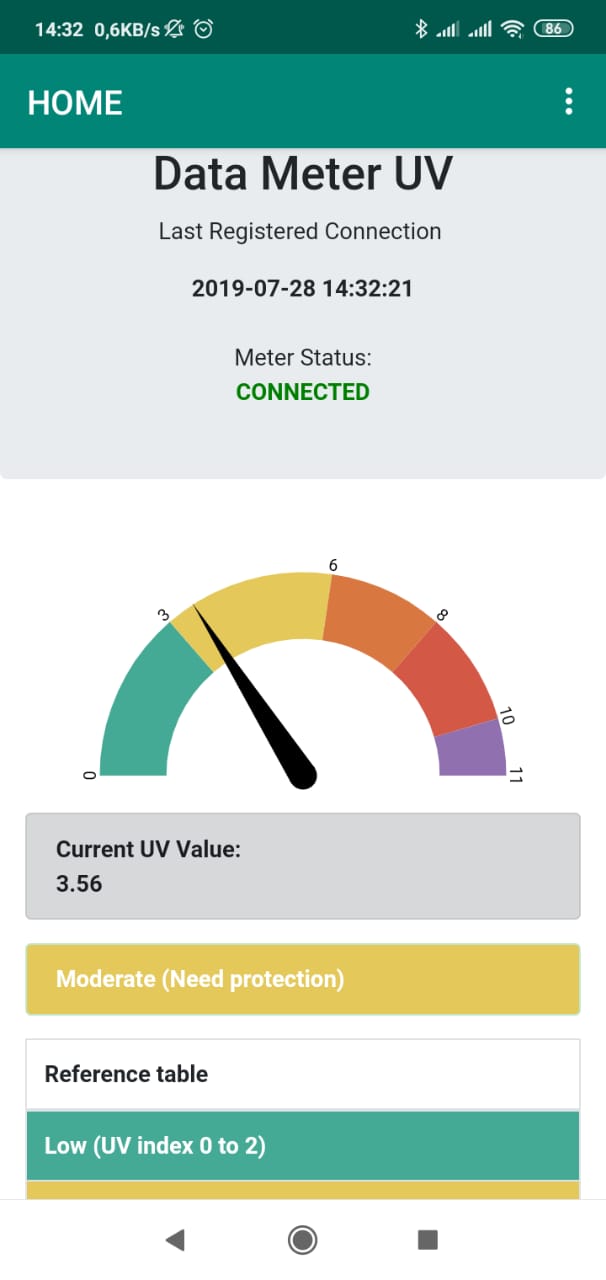 14:32 0,6KB/s 86
HOME
Data Meter UV
Last Registered Connection
2019-07-28 14:32:21
Meter Status:
CONNECTED
0
3
6
8
10
11
Current UV Value:
3.56
Moderate (Need protection)
Reference table
Low (UV index 0 to 2)